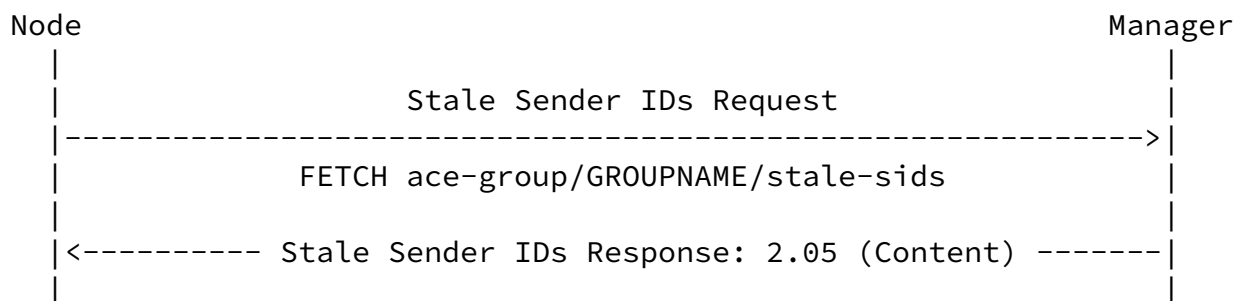 Node Manager
Stale Sender IDs Request
FETCH ace-group/GROUPNAME/stale-sids
Stale Sender IDs Response: 2.05 (Content)